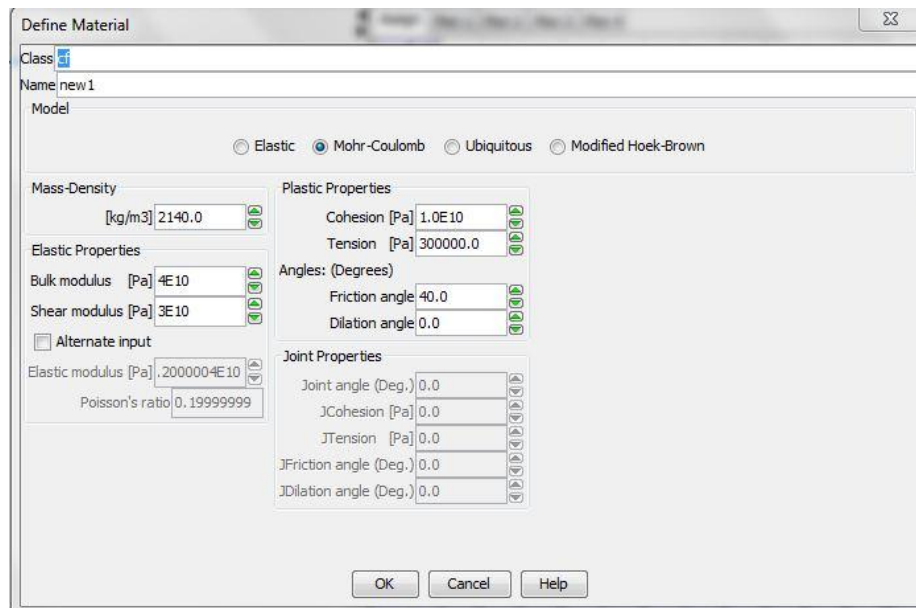 Define Material
Class cf
Name new1
Model
Elastic Mohr-Coulomb Ubiquitous Modified Hoek-Brown
Mass-Density
[kg/m3] 2140.0
Elastic Properties
Bulk modulus [Pa] 4E10
Shear modulus [Pa] 3E10
Alternate input
Elastic modulus [Pa] .2000004E10
Poisson's ratio 0.19999999
Plastic Properties
Cohesion [Pa] 1.0E10
Tension [Pa] 300000.0
Angles: (Degrees)
Friction angle 40.0
Dilation angle 0.0
Joint Properties
Joint angle (Deg.) 0.0
JCohesion [Pa] 0.0
JTension [Pa] 0.0
JFriction angle (Deg.) 0.0
JDilation angle (Deg.) 0.0
OK Cancel Help